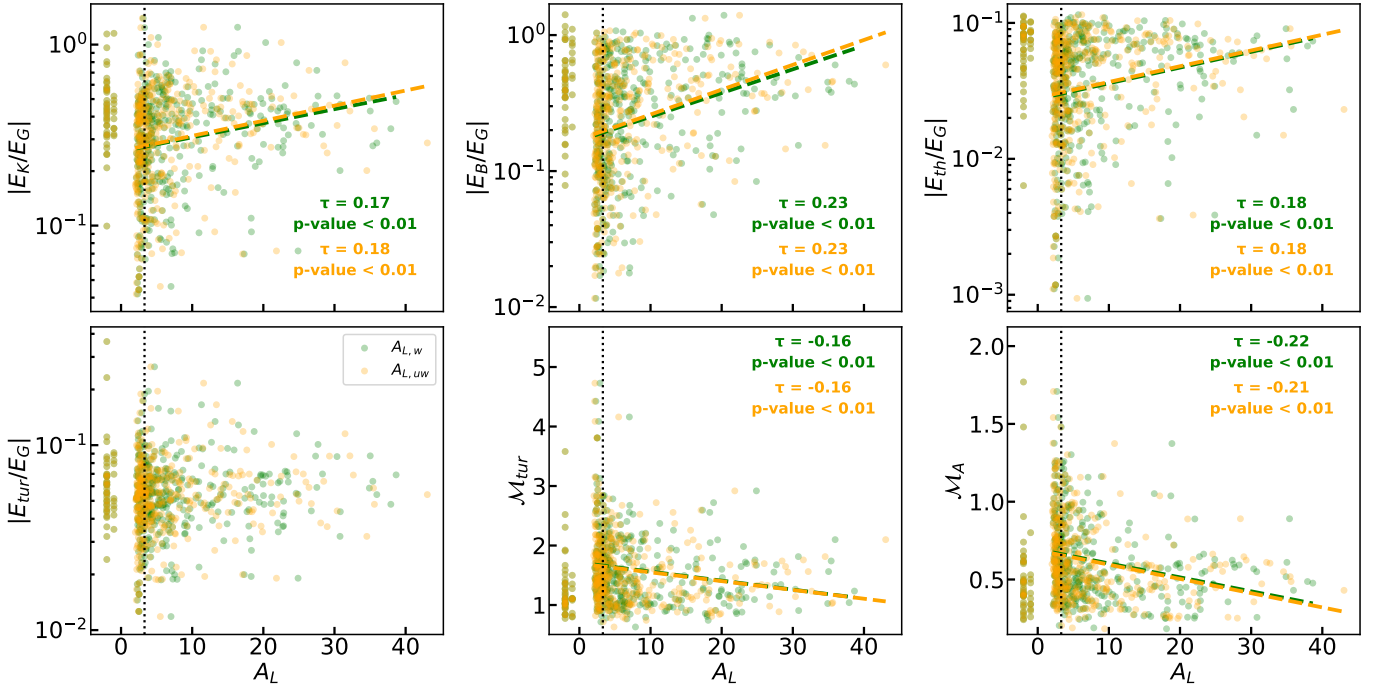 10⁰
10⁻¹
|E_K/E_G|
τ = 0.17
p-value < 0.01
τ = 0.18
p-value < 0.01
10⁰
10⁻¹
10⁻²
|E_B/E_G|
τ = 0.23
p-value < 0.01
τ = 0.23
p-value < 0.01
10⁻¹
10⁻²
10⁻³
|E_th/E_G|
τ = 0.18
p-value < 0.01
τ = 0.18
p-value < 0.01
10⁻¹
10⁻²
|E_tur/E_G|
A_L,w
A_L,uw
0 10 20 30 40
A_L
5
4
3
2
1
ℳ_tur
τ = -0.16
p-value < 0.01
τ = -0.16
p-value < 0.01
0 10 20 30 40
A_L
2.0
1.5
1.0
0.5
ℳ_A
τ = -0.22
p-value < 0.01
τ = -0.21
p-value < 0.01
0 10 20 30 40
A_L